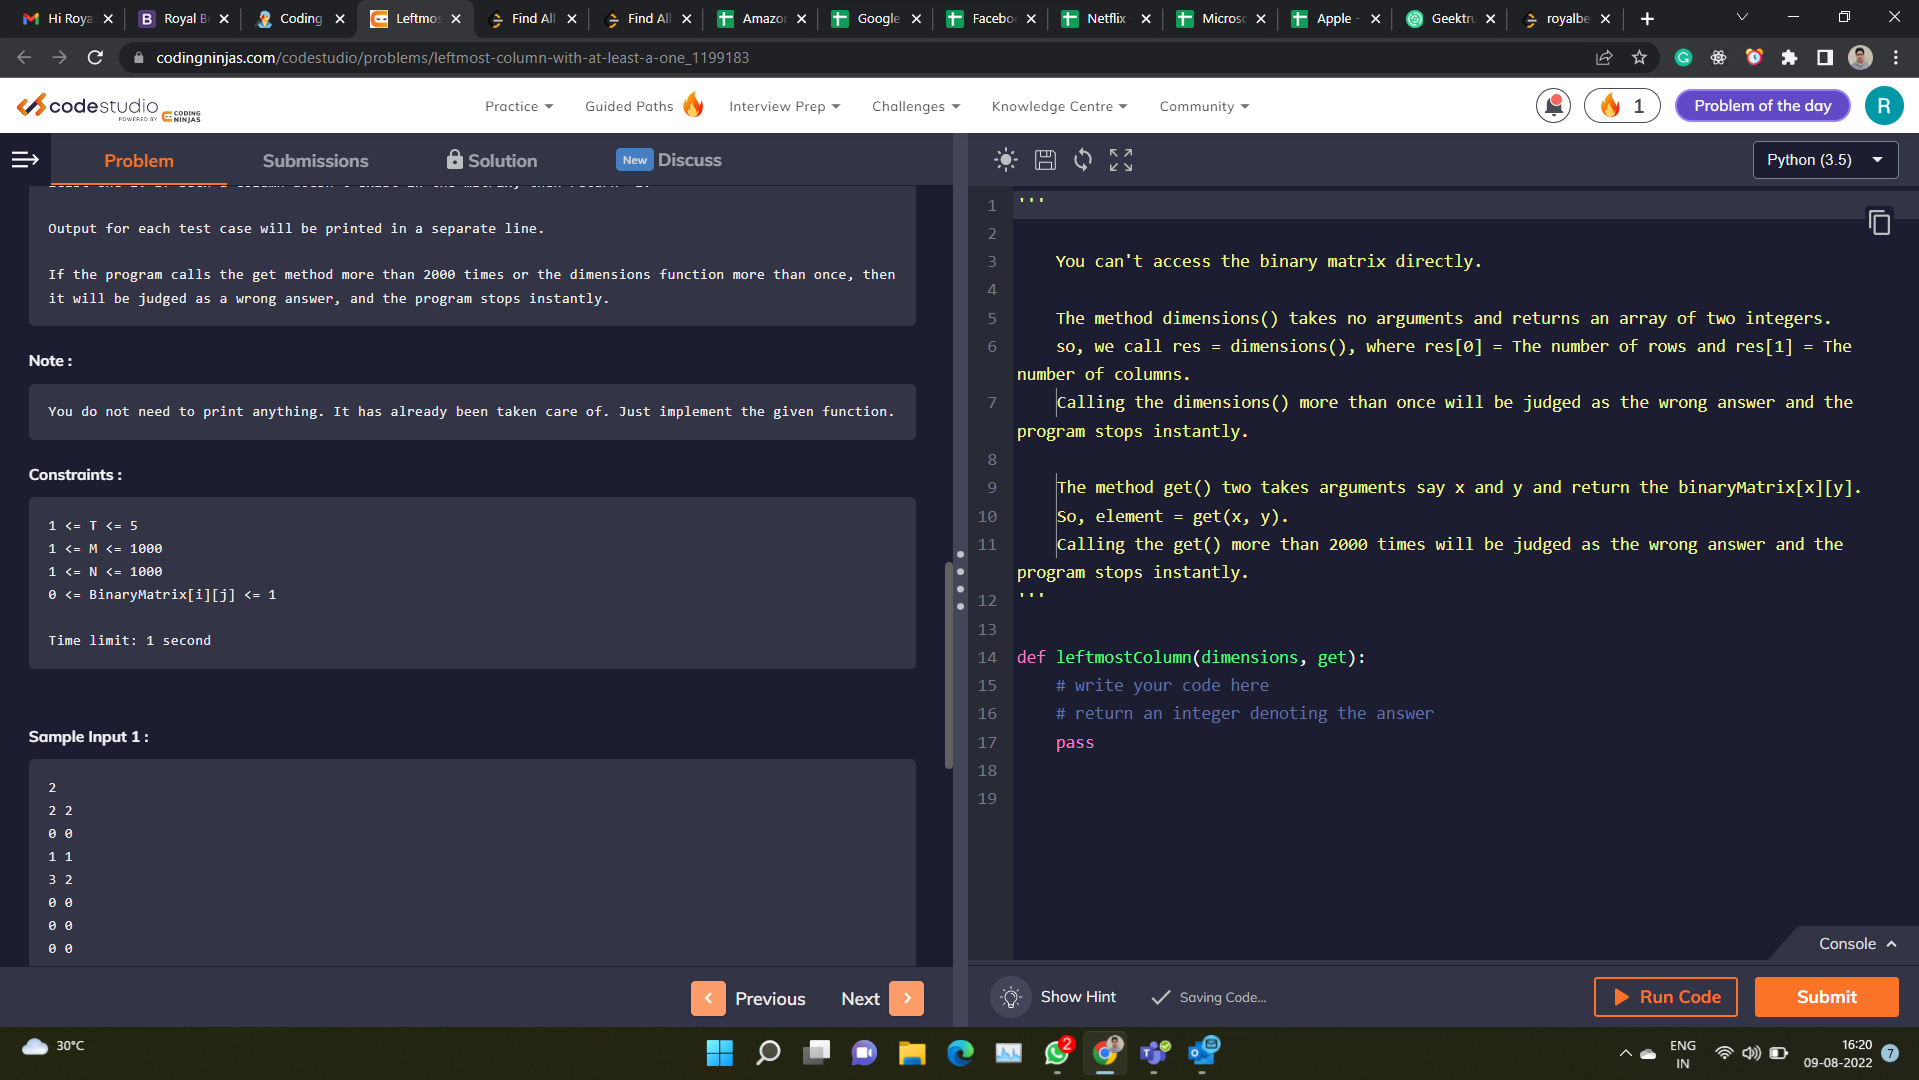 Hi Roya
Royal B
Coding
Leftmos
Find All
Find All
Amazon
Google
Facebo
Netflix
Microso
Apple -
Geektru
royalbe
codingninjas.com/codestudio/problems/leftmost-column-with-at-least-a-one_1199183
codestudio
POWERED BY CODING NINJAS
Practice
Guided Paths
Interview Prep
Challenges
Knowledge Centre
Community
1
Problem of the day
R
Problem
Submissions
Solution
New Discuss
Python (3.5)
Output for each test case will be printed in a separate line.
If the program calls the get method more than 2000 times or the dimensions function more than once, then
it will be judged as a wrong answer, and the program stops instantly.
Note :
You do not need to print anything. It has already been taken care of. Just implement the given function.
Constraints :
1 <= T <= 5
1 <= M <= 1000
1 <= N <= 1000
0 <= BinaryMatrix[i][j] <= 1
Time limit: 1 second
Sample Input 1 :
2
2 2
0 0
1 1
3 2
0 0
0 0
0 0
Previous
Next
1 '''
2
3 You can't access the binary matrix directly.
4
5 The method dimensions() takes no arguments and returns an array of two integers.
6 so, we call res = dimensions(), where res[0] = The number of rows and res[1] = The
number of columns.
7 Calling the dimensions() more than once will be judged as the wrong answer and the
program stops instantly.
8
9 The method get() two takes arguments say x and y and return the binaryMatrix[x][y].
10 So, element = get(x, y).
11 Calling the get() more than 2000 times will be judged as the wrong answer and the
program stops instantly.
12 '''
13
14 def leftmostColumn(dimensions, get):
15 # write your code here
16 # return an integer denoting the answer
17 pass
18
19
Console
Show Hint
Saving Code...
Run Code
Submit
30°C
2
ENG
IN
16:20
09-08-2022
7